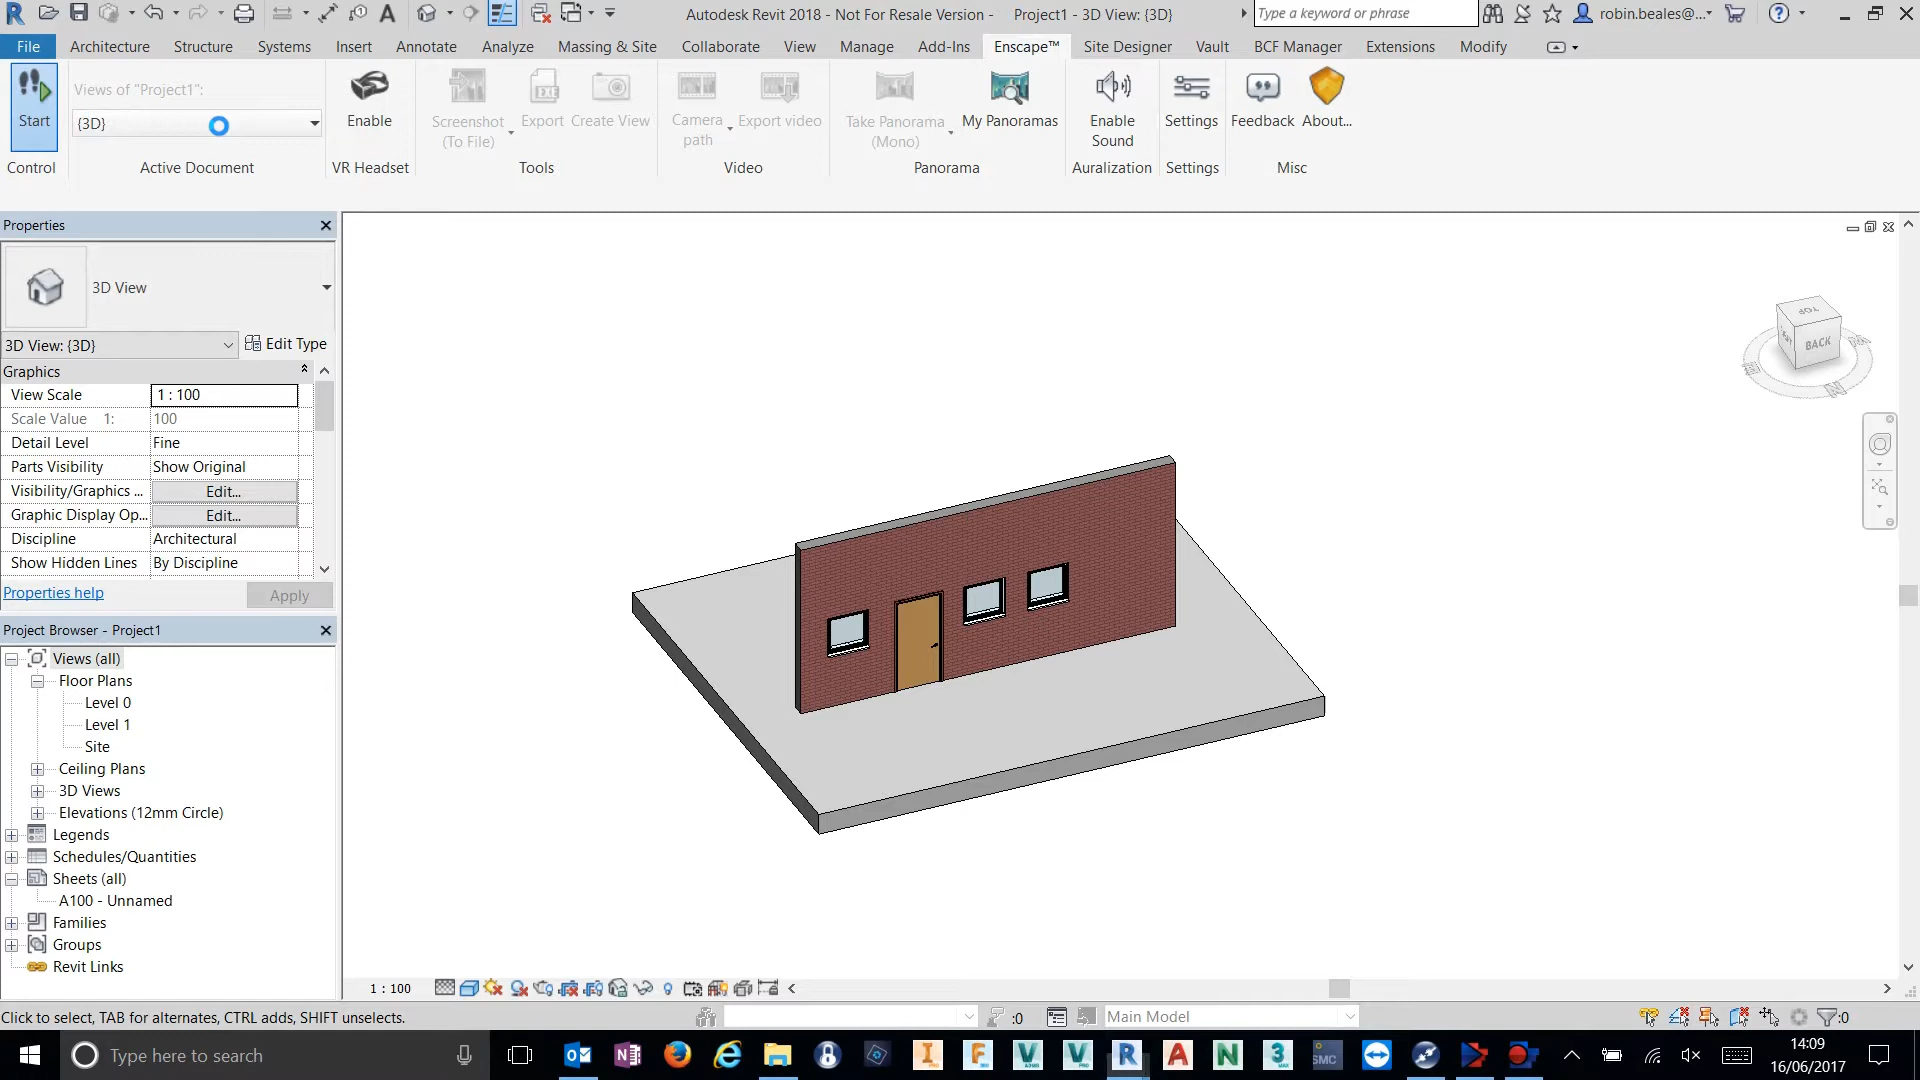 Autodesk Revit 2018 - Not For Resale Version - Project1 - 3D View: {3D}
Type a keyword or phrase
robin.beales@...
File Architecture Structure Systems Insert Annotate Analyze Massing & Site Collaborate View Manage Add-Ins Enscape™ Site Designer Vault BCF Manager Extensions Modify
Views of "Project1":
{3D}
Start
Enable
Screenshot
(To File)
Export
Create View
Camera
path
Export video
Take Panorama
(Mono)
My Panoramas
Enable
Sound
Settings
Feedback
About...
Control Active Document VR Headset Tools Video Panorama Auralization Settings Misc
Properties
3D View
3D View: {3D}
Edit Type
Graphics
View Scale 1 : 100
Scale Value 1: 100
Detail Level Fine
Parts Visibility Show Original
Visibility/Graphics ... Edit...
Graphic Display Op... Edit...
Discipline Architectural
Show Hidden Lines By Discipline
Properties help
Apply
Project Browser - Project1
Views (all)
Floor Plans
Level 0
Level 1
Site
Ceiling Plans
3D Views
Elevations (12mm Circle)
Legends
Schedules/Quantities
Sheets (all)
A100 - Unnamed
Families
Groups
Revit Links
TOP
BACK
1 : 100
Click to select, TAB for alternates, CTRL adds, SHIFT unselects.
:0
Main Model
:0
Type here to search
SMC
14:09
16/06/2017